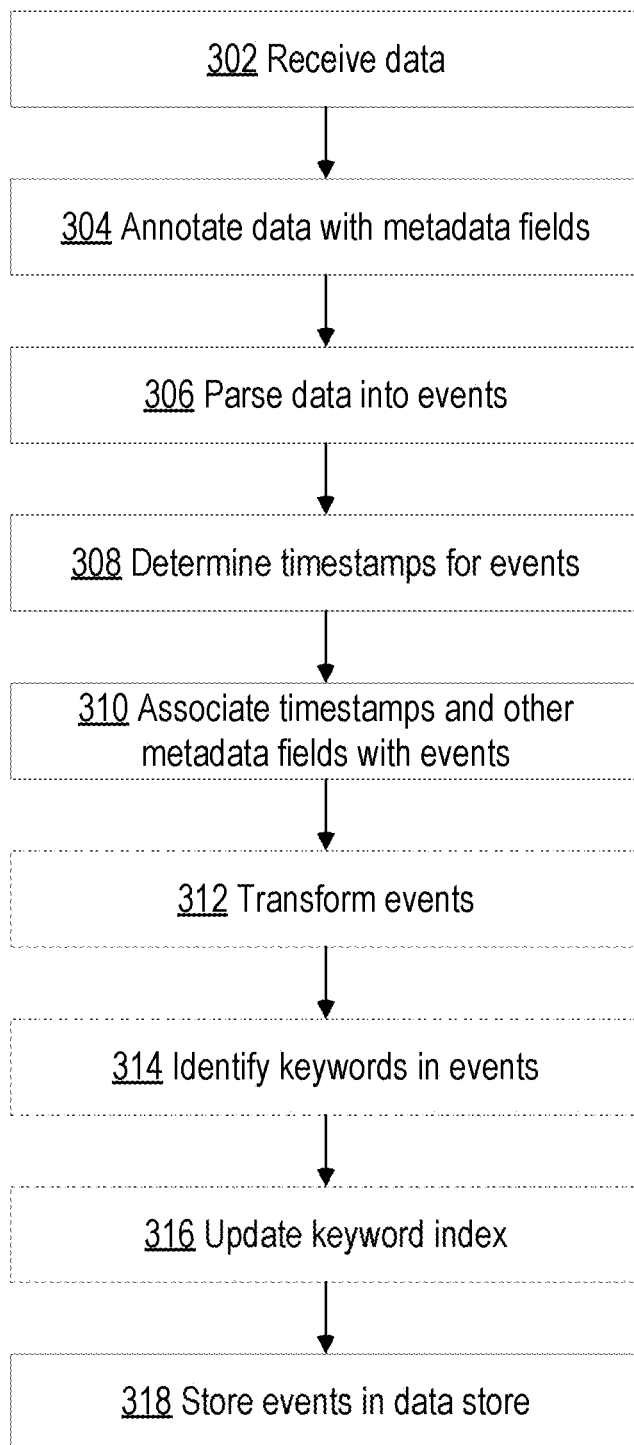 302 Receive data
304 Annotate data with metadata fields
306 Parse data into events
308 Determine timestamps for events
310 Associate timestamps and other
metadata fields with events
312 Transform events
314 Identify keywords in events
316 Update keyword index
318 Store events in data store